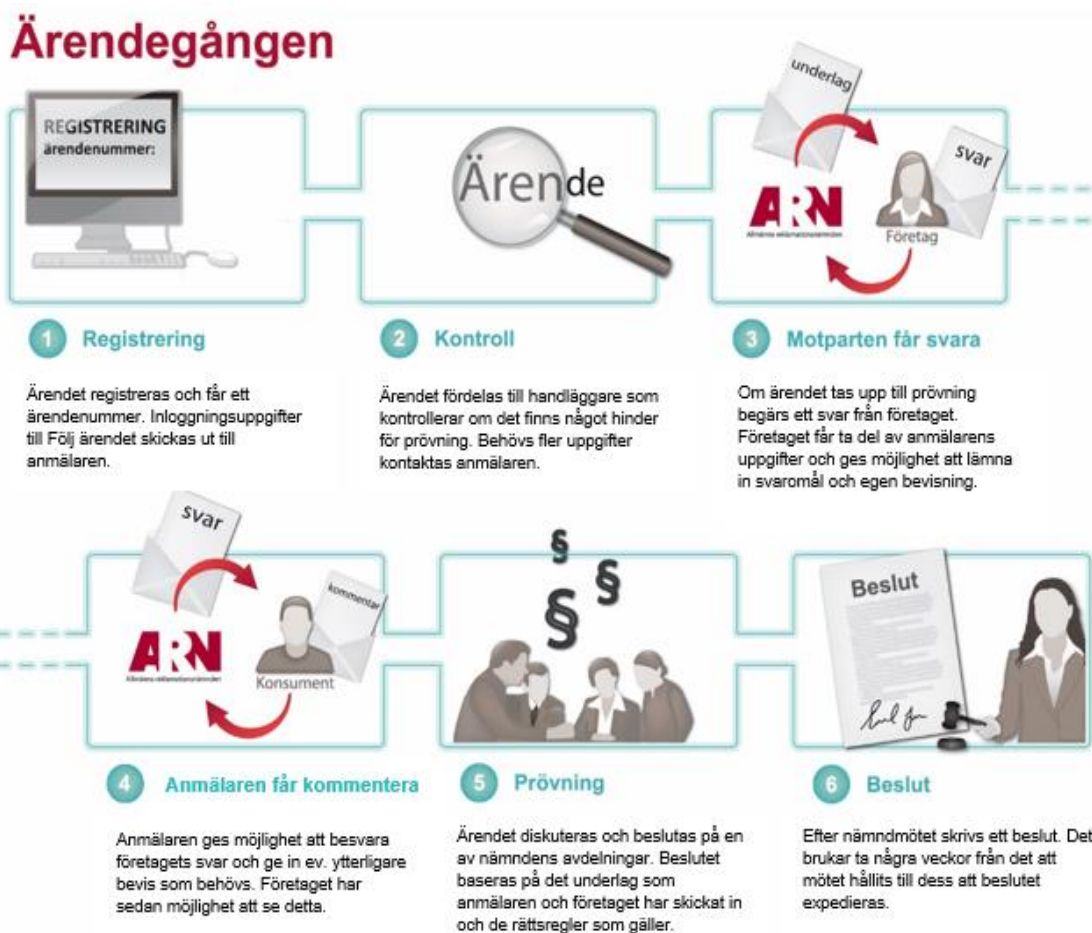 Ärendegången
REGISTRERING
ärendenummer:
Ärende
underlag
svar
ARN
Allmänna reklamationsnämnden
Företag
1 Registrering
2 Kontroll
3 Motparten får svara
Ärendet registreras och får ett
ärendenummer. Inloggningsuppgifter
till Följ ärendet skickas ut till
anmälaren.
Ärendet fördelas till handläggare som
kontrollerar om det finns något hinder
för prövning. Behövs fler uppgifter
kontaktas anmälaren.
Om ärendet tas upp till prövning
begärs ett svar från företaget.
Företaget får ta del av anmälarens
uppgifter och ges möjlighet att lämna
in svaromål och egen bevisning.
svar
kommentar
ARN
Allmänna reklamationsnämnden
Konsument
§
§
§
Beslut
4 Anmälaren får kommentera
5 Prövning
6 Beslut
Anmälaren ges möjlighet att besvara
företagets svar och ge in ev. ytterligare
bevis som behövs. Företaget har
sedan möjlighet att se detta.
Ärendet diskuteras och beslutas på en
av nämndens avdelningar. Beslutet
baseras på det underlag som
anmälaren och företaget har skickat in
och de rättsregler som gäller.
Efter nämndmötet skrivs ett beslut. Det
brukar ta några veckor från det att
mötet hållits till dess att beslutet
expedieras.